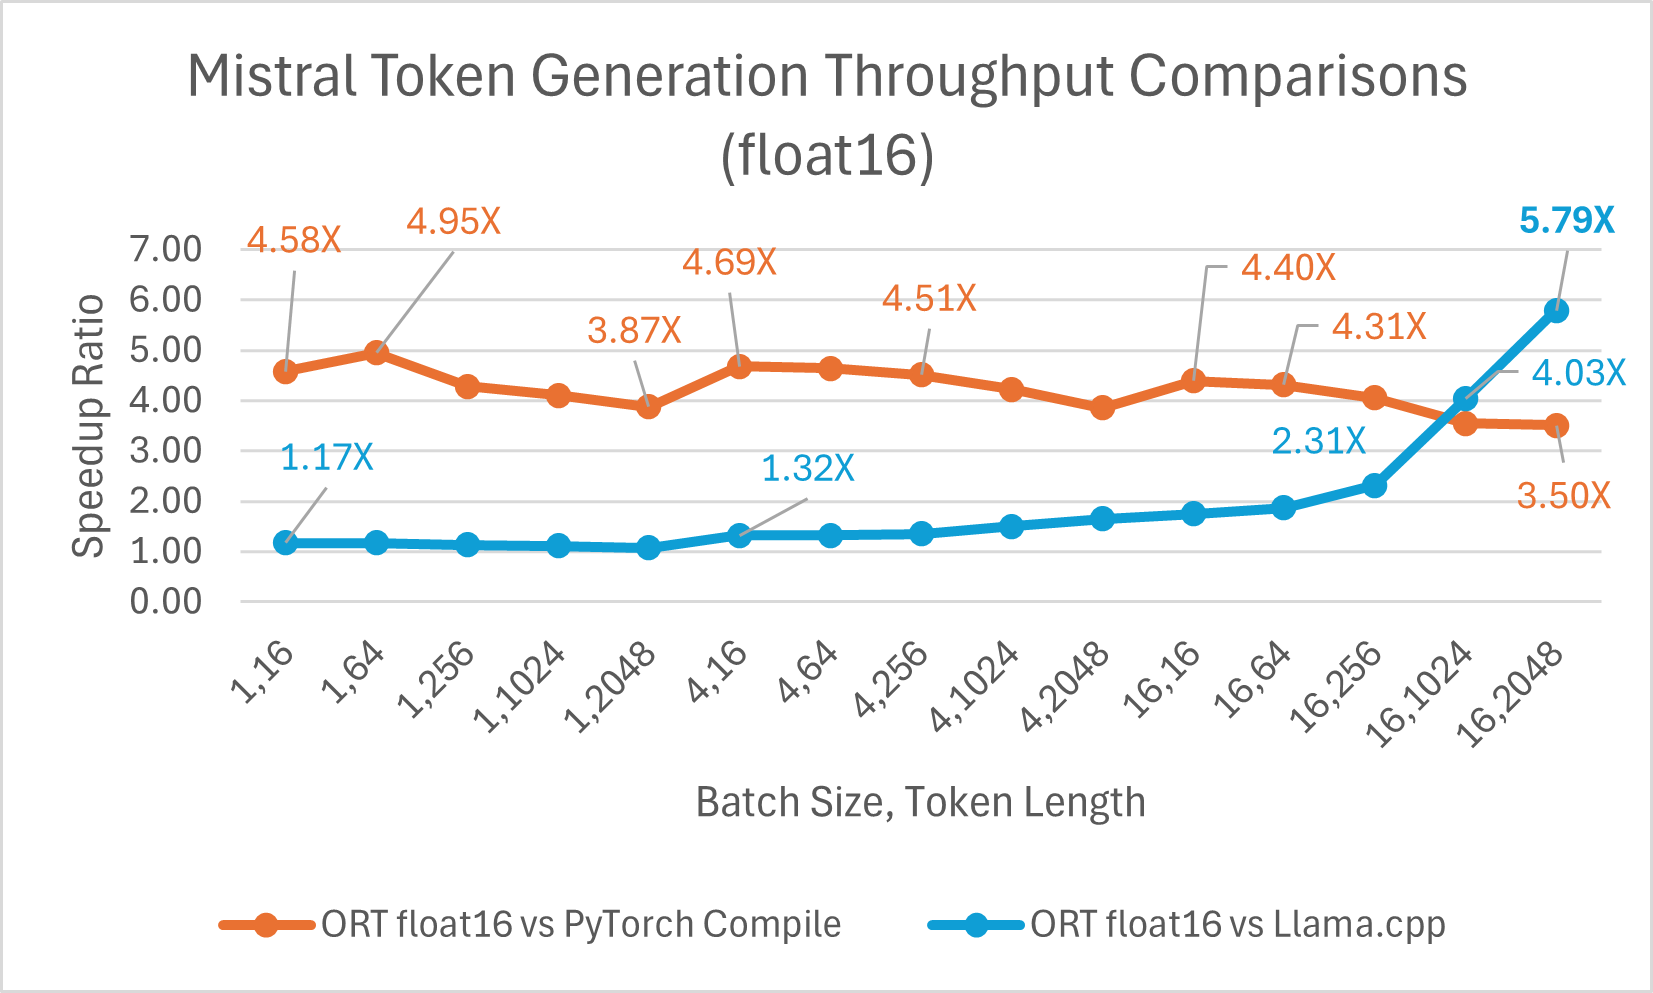 Mistral Token Generation Throughput Comparisons
(float16)
Speedup Ratio
7.00
6.00
5.00
4.00
3.00
2.00
1.00
0.00
4.58X
4.95X
3.87X
4.69X
4.51X
4.40X
4.31X
3.50X
1.17X
1.32X
2.31X
4.03X
5.79X
1,16
1,64
1,256
1,1024
1,2048
4,16
4,64
4,256
4,1024
4,2048
16,16
16,64
16,256
16,1024
16,2048
Batch Size, Token Length
ORT float16 vs PyTorch Compile
ORT float16 vs Llama.cpp